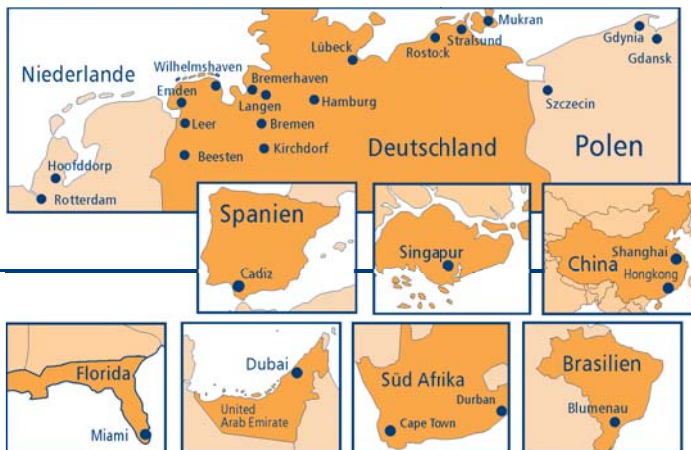 Mukran
Lübeck
Rostock
Stralsund
Gdynia
Gdansk
Niederlande
Wilhelmshaven
Bremerhaven
Emden
Langen
Hamburg
Szczecin
Leer
Bremen
Deutschland
Polen
Beesten
Kirchdorf
Hoofddorp
Rotterdam
Spanien
Cadiz
Singapur
China
Shanghai
Hongkong
Florida
Miami
Dubai
United
Arab Emirate
Süd Afrika
Durban
Cape Town
Brasilien
Blumenau